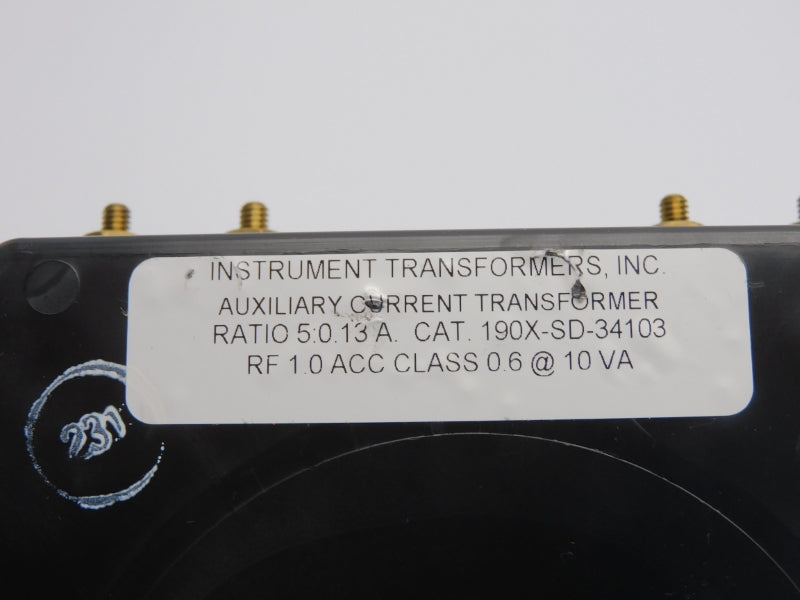 INSTRUMENT TRANSFORMERS, INC.
AUXILIARY CURRENT TRANSFORMER
RATIO 5:0.13 A. CAT. 190X-SD-34103
RF 1.0 ACC CLASS 0.6 @ 10 VA
231